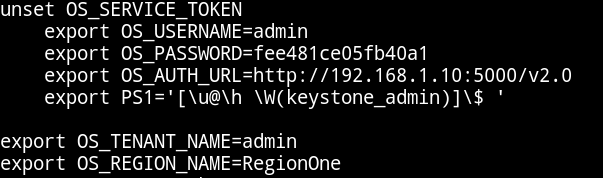 unset OS_SERVICE_TOKEN
    export OS_USERNAME=admin
    export OS_PASSWORD=fee481ce05fb40a1
    export OS_AUTH_URL=http://192.168.1.10:5000/v2.0
    export PS1='[\u@\h \W(keystone_admin)]\$ '

export OS_TENANT_NAME=admin
export OS_REGION_NAME=RegionOne